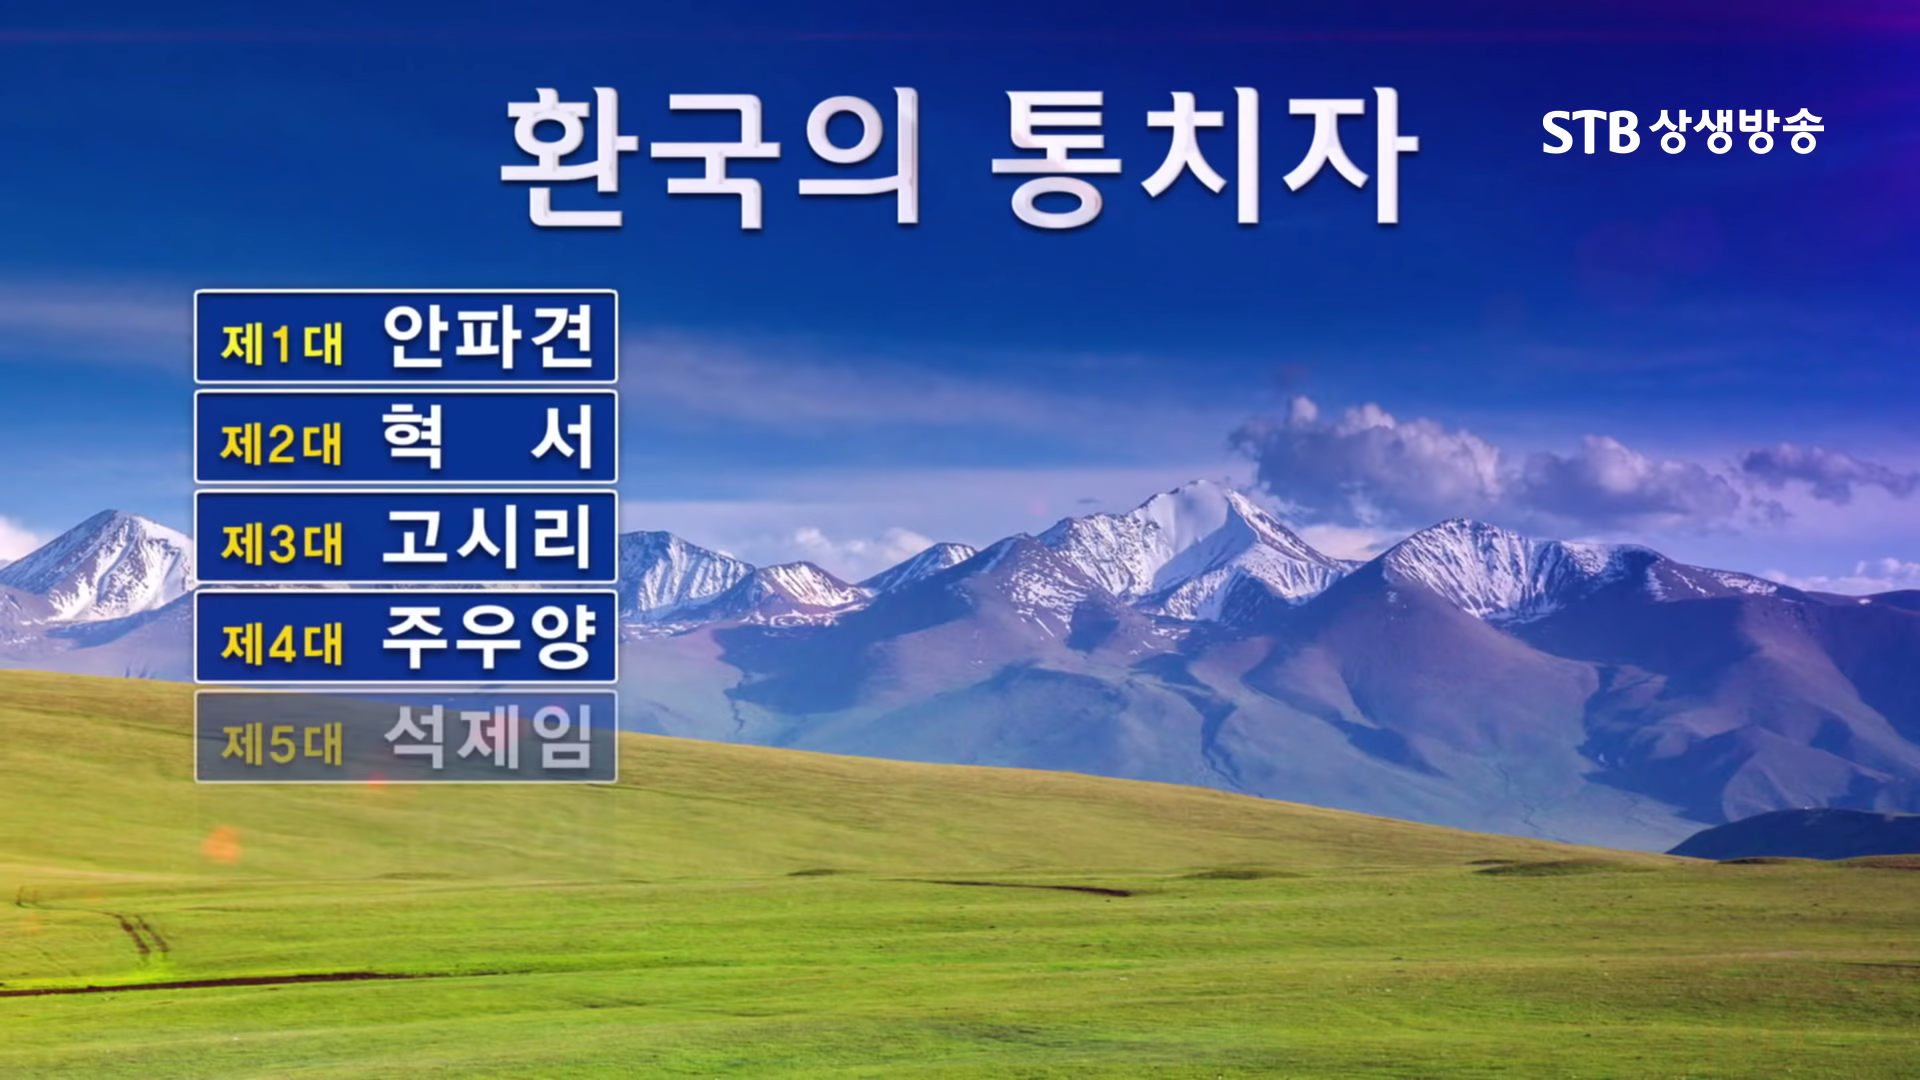 환국의 통치자
STB 상생방송
제1대 안파견
제2대 혁 서
제3대 고시리
제4대 주우양
제5대 석제임